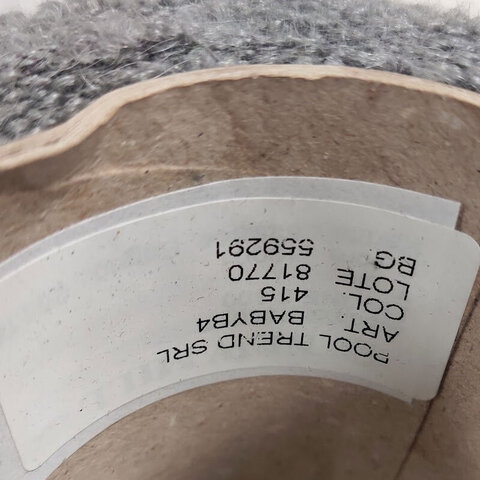 POOL TREND SRL
ART. BABYB4
COL. 415
LOTE 81770
BG 559291